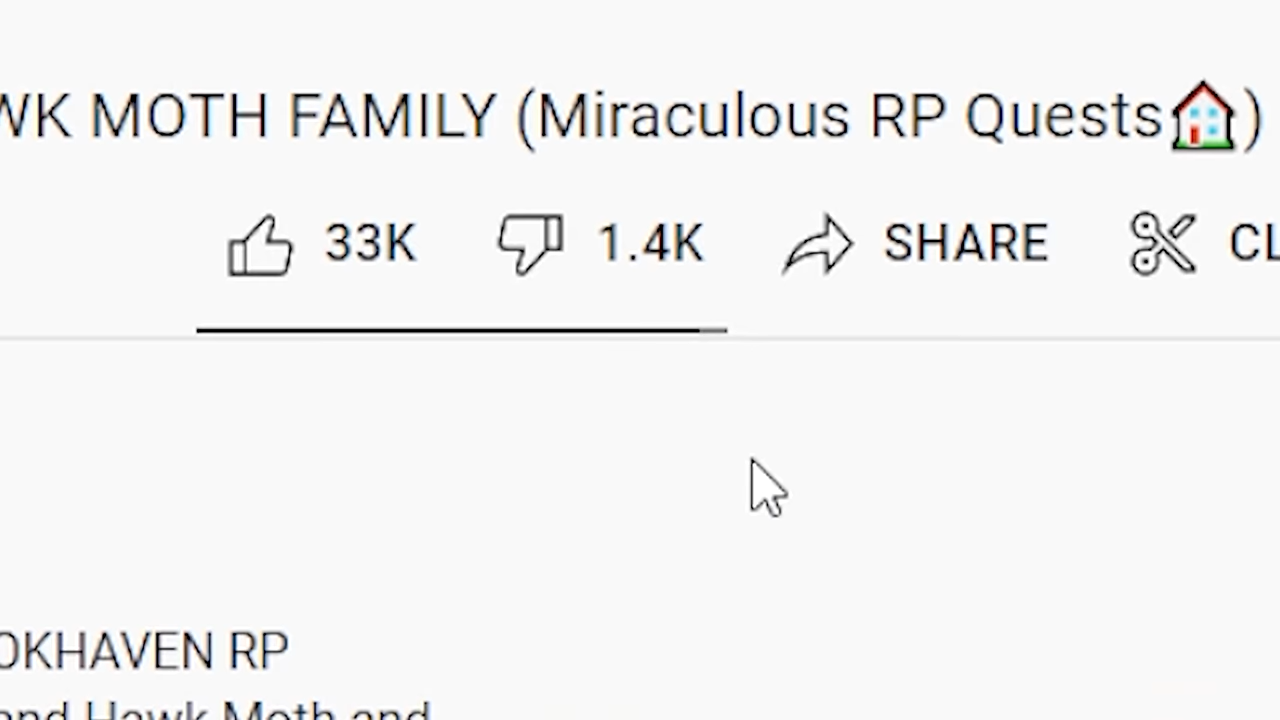 WK MOTH FAMILY (Miraculous RP Quests🏠)
33K 1.4K SHARE CL
OKHAVEN RP
and Hawk Moth and